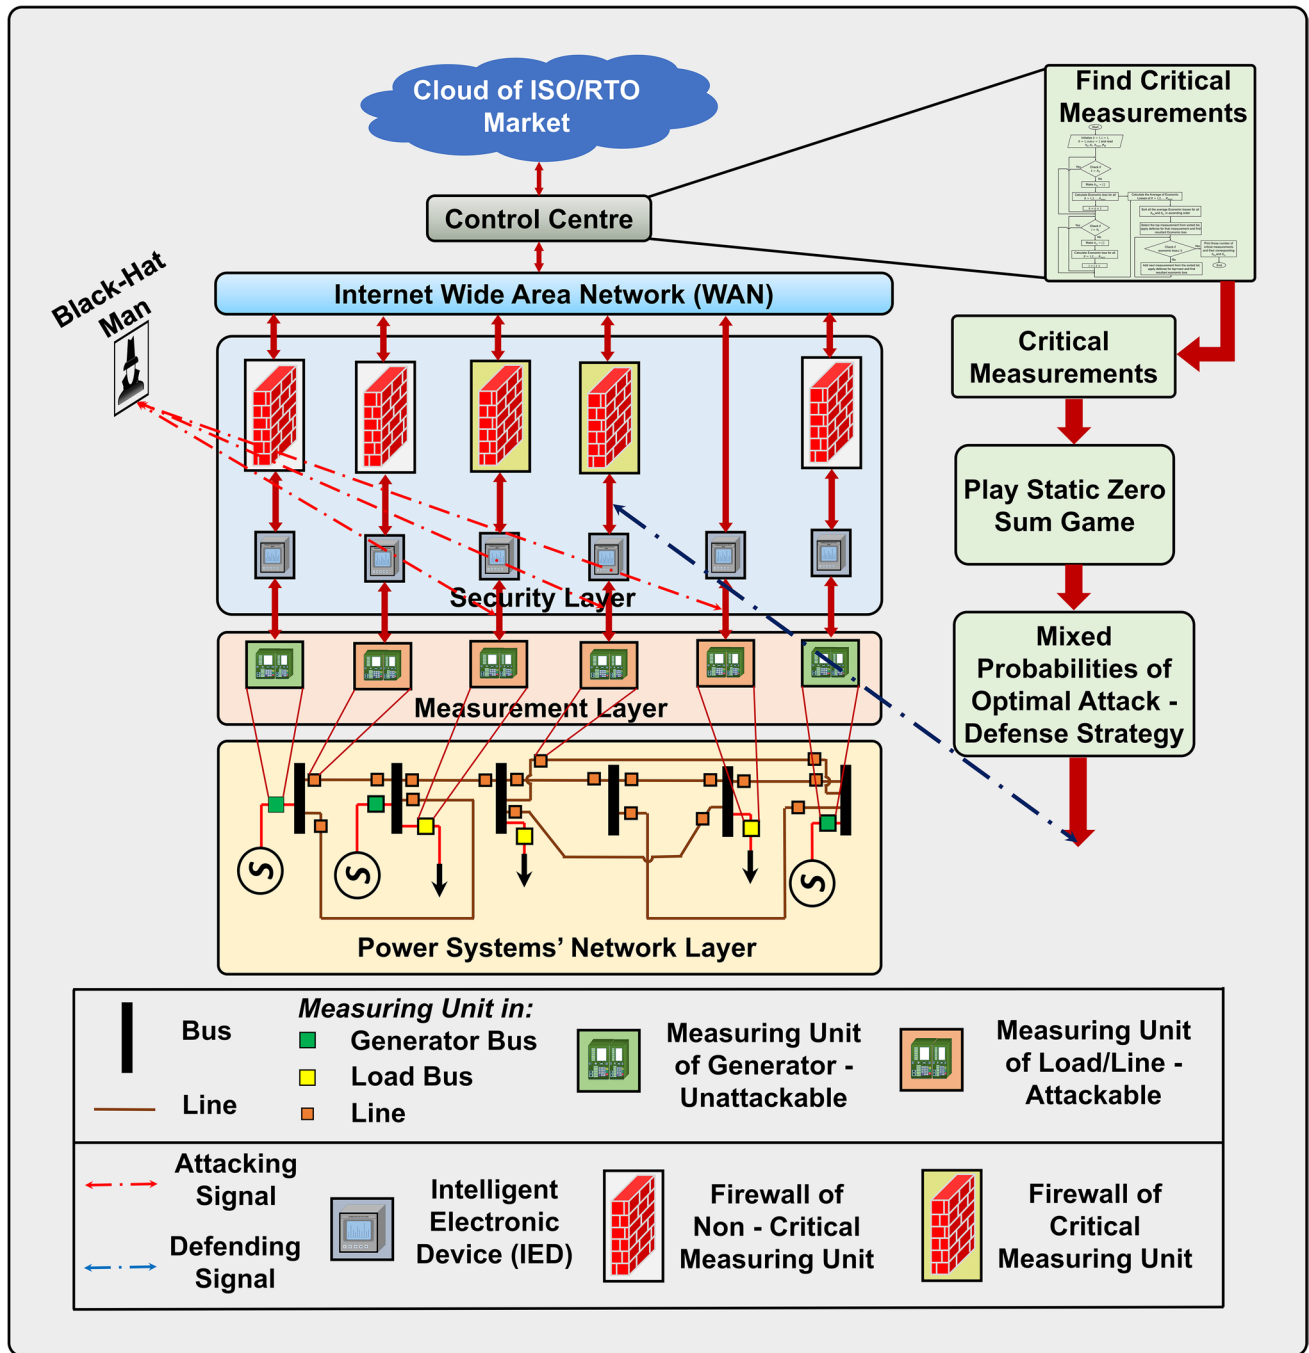 Cloud of ISO/RTO
Market
Find Critical
Measurements
Control Centre
Black-Hat
Man
Internet Wide Area Network (WAN)
Critical
Measurements
Play Static Zero
Sum Game
Security Layer
Mixed
Probabilities of
Optimal Attack -
Defense Strategy
Measurement Layer
S
S
S
Power Systems’ Network Layer
Bus
Line
Measuring Unit in:
Generator Bus
Load Bus
Line
Measuring Unit
of Generator -
Unattackable
Measuring Unit
of Load/Line -
Attackable
Attacking
Signal
Defending
Signal
Intelligent
Electronic
Device (IED)
Firewall of
Non - Critical
Measuring Unit
Firewall of
Critical
Measuring Unit